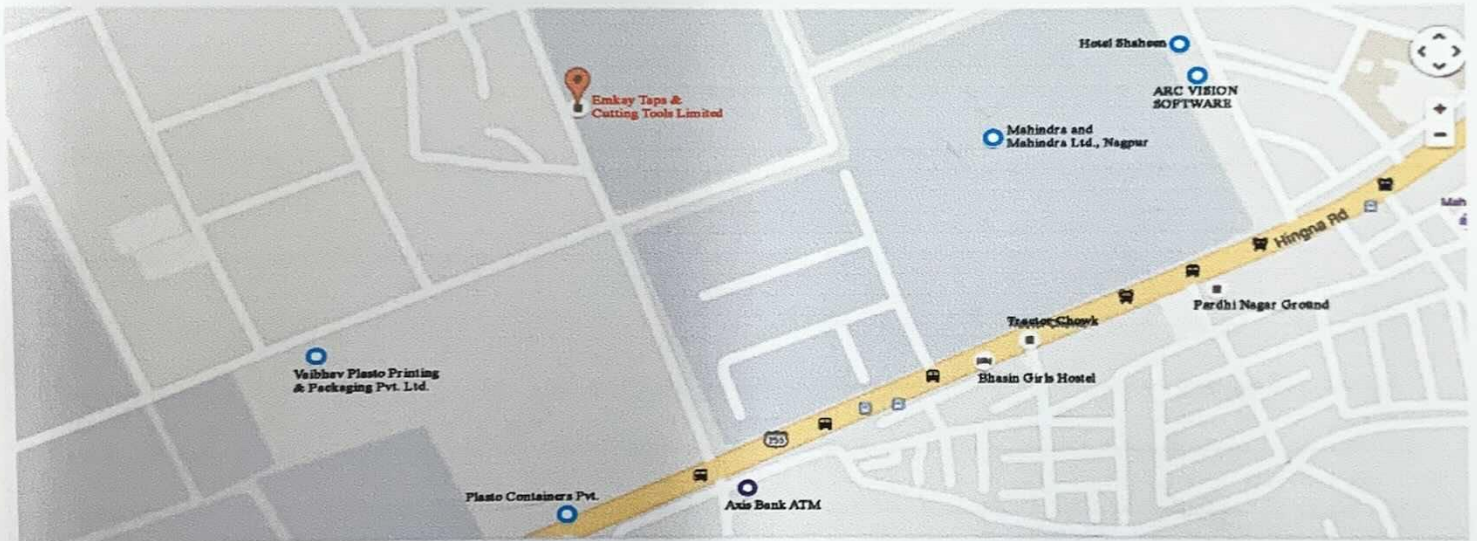 Hotel Shaheen
ARC VISION
SOFTWARE
Emkay Taps &
Cutting Tools Limited
Mahindra and
Mahindra Ltd., Nagpur
Hingna Rd
Mah
Pardhi Nagar Ground
Tractor Chowk
Bhasin Girls Hostel
Vaibhav Plasto Printing
& Packaging Pvt. Ltd.
Plasto Containers Pvt.
Axis Bank ATM